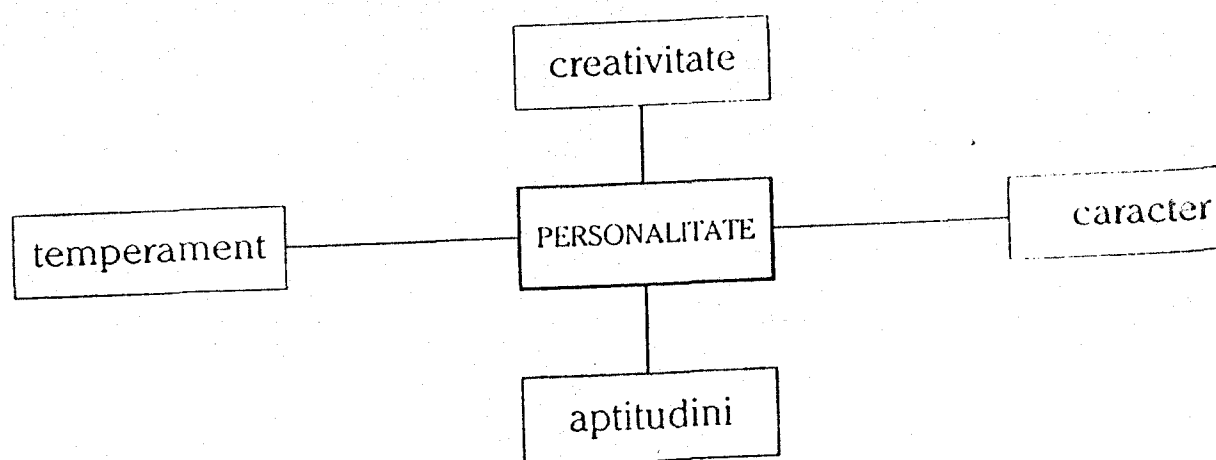 creativitate
temperament
PERSONALITATE
caracter
aptitudini